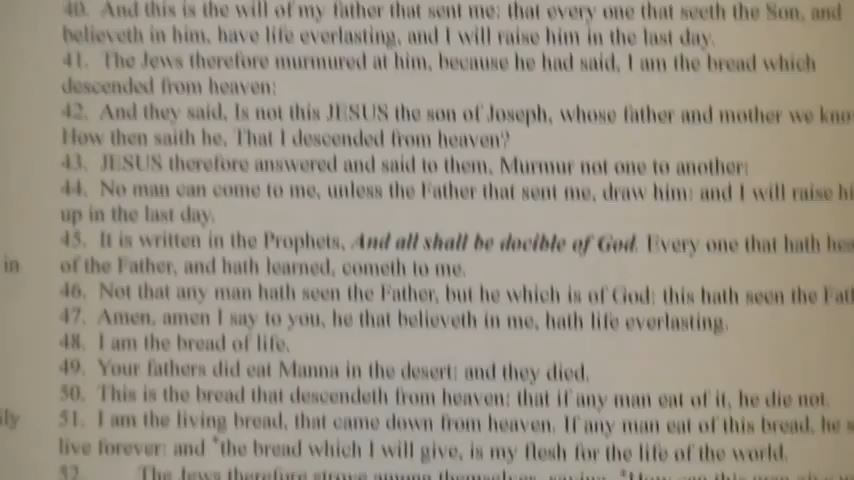 40. And this is the will of my father that sent me: that every one that seeth the Son, and
believeth in him, have life everlasting, and I will raise him in the last day.
41. The Jews therefore murmured at him, because he had said, I am the bread which
descended from heaven:
42. And they said, Is not this JESUS the son of Joseph, whose father and mother we
How then saith he, That I descended from heaven?
43. JESUS therefore answered and said to them, Murmur not one to another:
44. No man can come to me, unless the Father that sent me, draw him: and I will raise
up in the last day.
45. It is written in the Prophets, And all shall be docible of God. Every one that hath
in of the Father, and hath learned, cometh to me.
46. Not that any man hath seen the Father, but he which is of God: this hath seen the
47. Amen, amen I say to you, he that believeth in me, hath life everlasting.
48. I am the bread of life.
49. Your fathers did eat Manna in the desert: and they died.
50. This is the bread that descendeth from heaven: that if any man eat of it, he die not.
51. I am the living bread, that came down from heaven. If any man eat of this bread, he
live forever: and *the bread which I will give, is my flesh for the life of the world.
52. The Jews therefore strove among themselves, saying, *How can this man